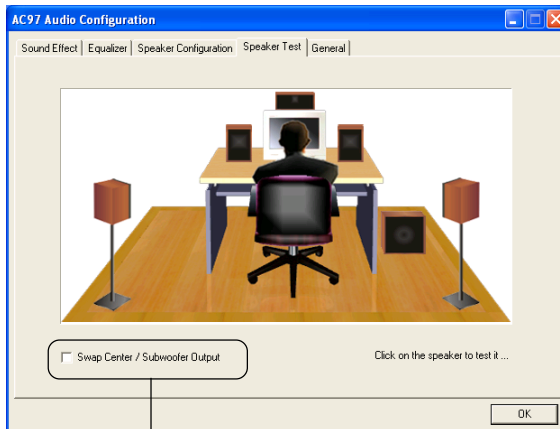 AC97 Audio Configuration
Sound Effect Equalizer Speaker Configuration Speaker Test General
Swap Center / Subwoofer Output
Click on the speaker to test it ...
OK